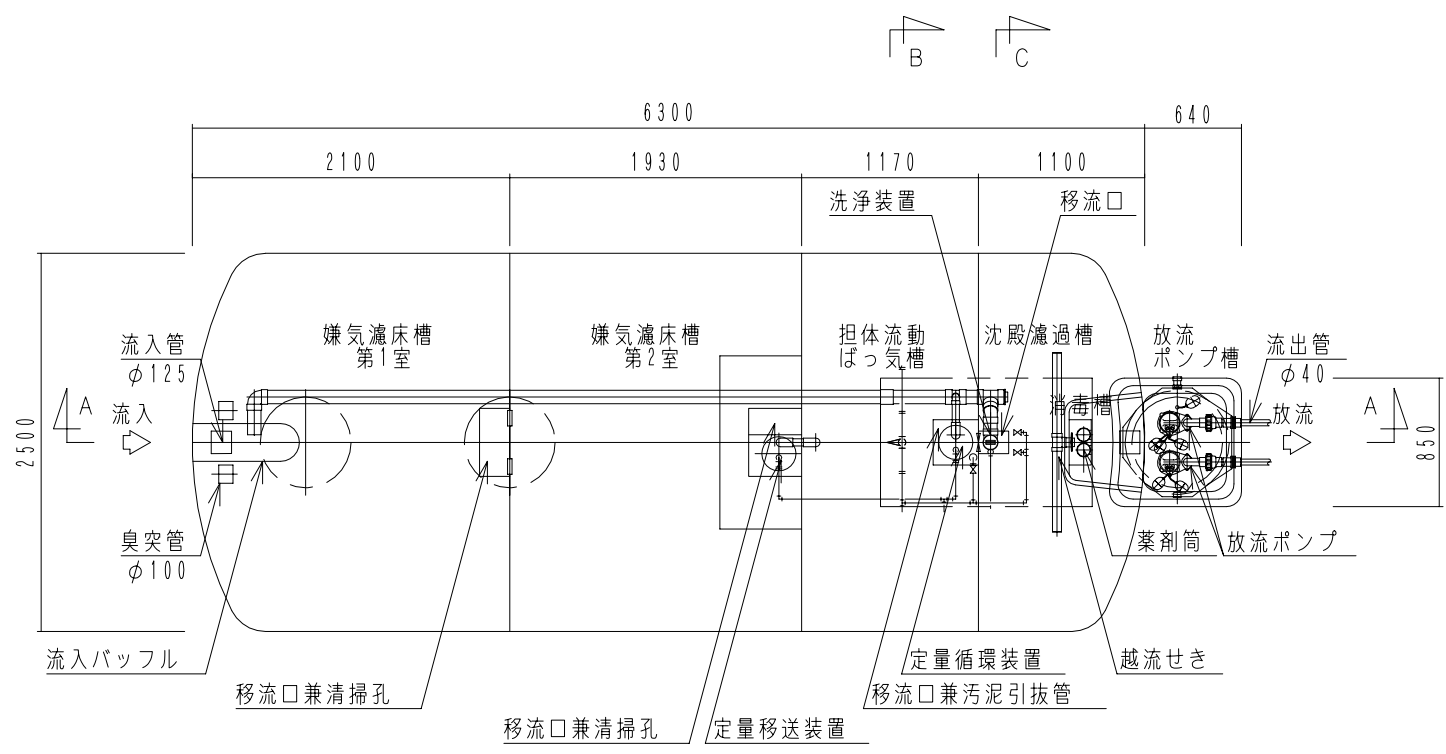 B
C
6300
640
2100
1930
1170
1100
洗浄装置
移流口
嫌気濾床槽
第1室
嫌気濾床槽
第2室
担体流動
ばっ気槽
沈殿濾過槽
放流
ポンプ槽
流入管
φ125
流出管
φ40
A
流入
消毒槽
放流
A
2500
850
臭突管
φ100
薬剤筒
放流ポンプ
流入バッフル
定量循環装置
越流せき
移流口兼清掃孔
移流口兼汚泥引抜管
移流口兼清掃孔
定量移送装置